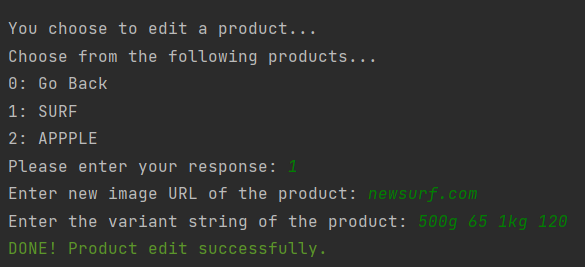 You choose to edit a product...
Choose from the following products...
0: Go Back
1: SURF
2: APPPLE
Please enter your response: 1
Enter new image URL of the product: newsurf.com
Enter the variant string of the product: 500g 65 1kg 120
DONE! Product edit successfully.